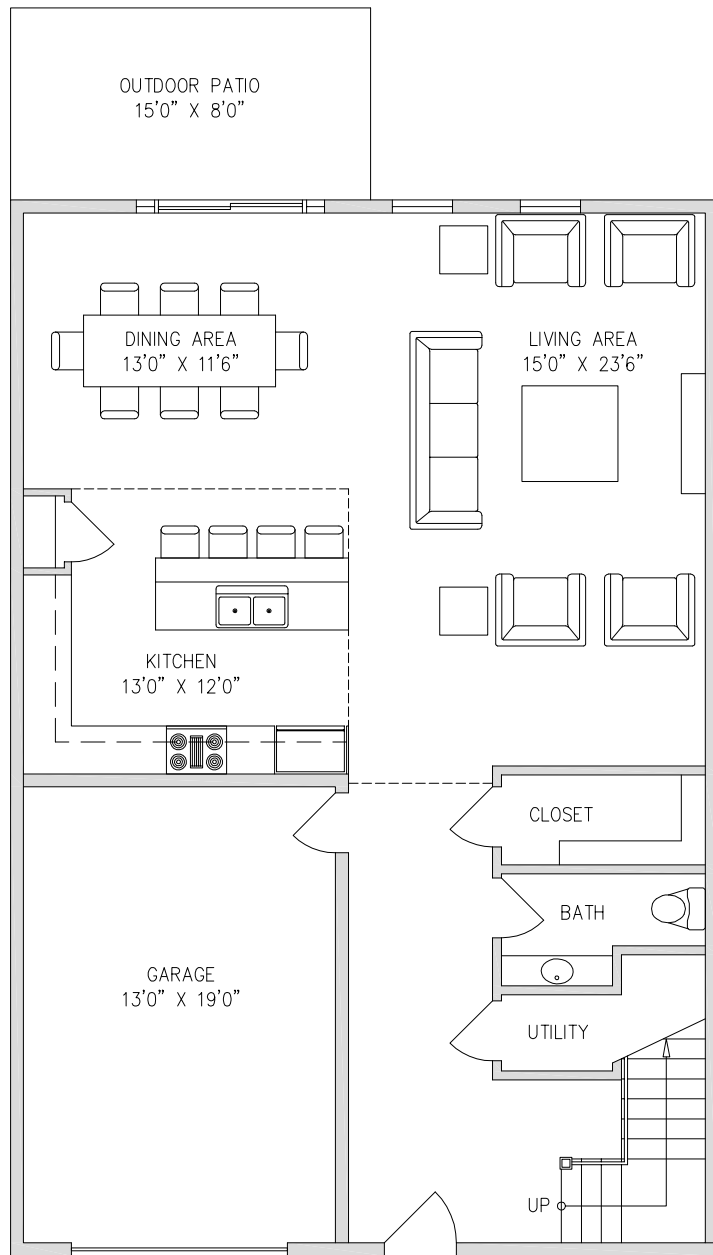 OUTDOOR PATIO
15'0" X 8'0"
DINING AREA
13'0" X 11'6"
LIVING AREA
15'0" X 23'6"
KITCHEN
13'0" X 12'0"
CLOSET
BATH
GARAGE
13'0" X 19'0"
UTILITY
UP